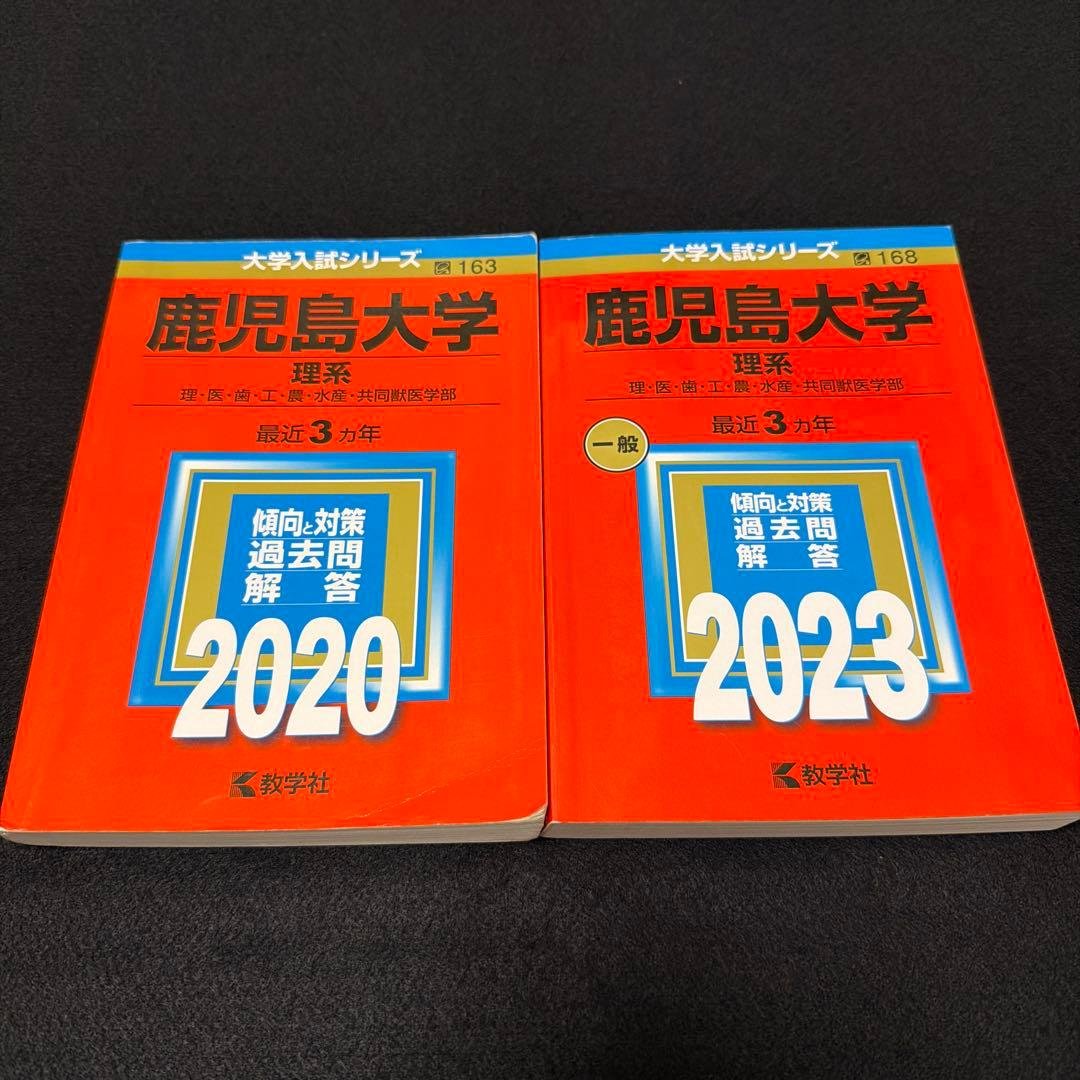 大学入試シリーズ
163
鹿児島大学
理系
理・医・歯・工・農・水産・共同獣医学部
最近3カ年
傾向と対策
過去問
解答
2020
教学社
大学入試シリーズ
168
鹿児島大学
理系
理・医・歯・工・農・水産・共同獣医学部
最近3カ年
一般
傾向と対策
過去問
解答
2023
教学社